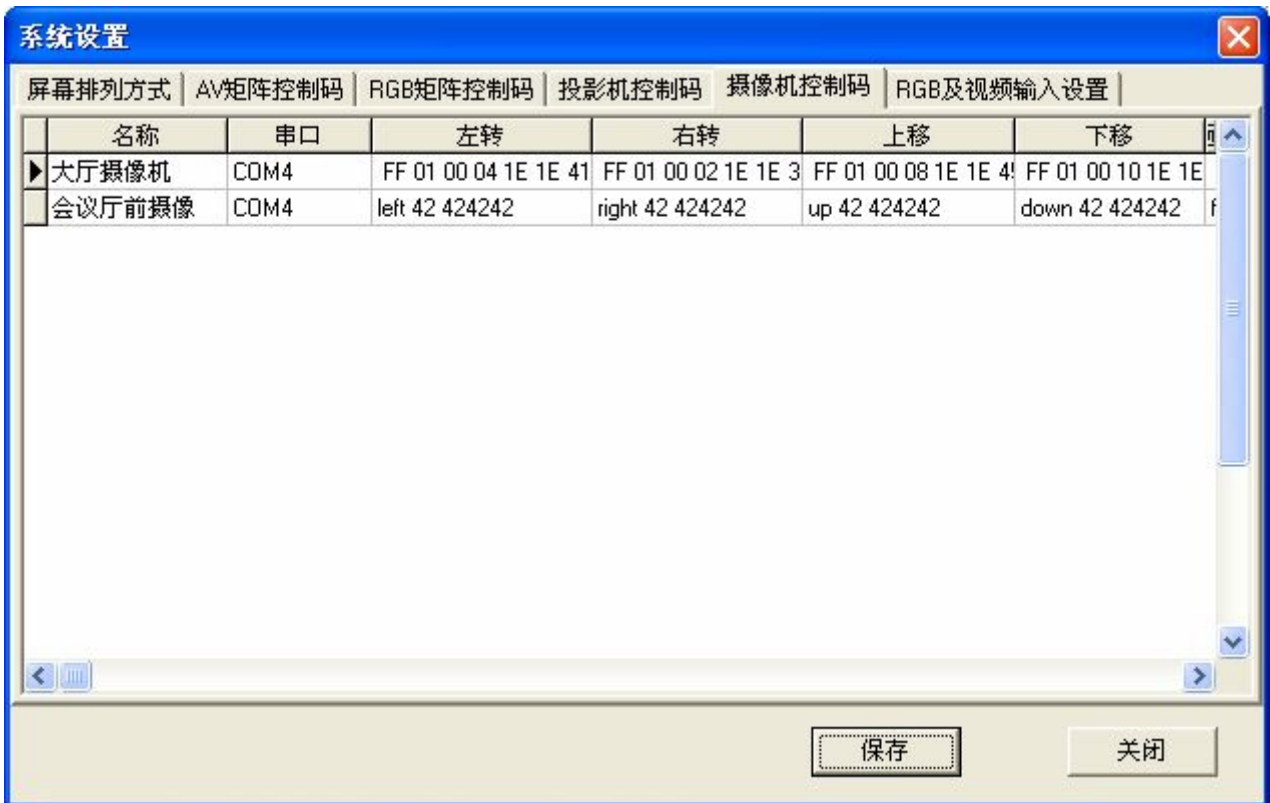 系统设置
屏幕排列方式 AV矩阵控制码 RGB矩阵控制码 投影机控制码 摄像机控制码 RGB及视频输入设置
名称 串口 左转 右转 上移 下移
大厅摄像机 COM4 FF 01 00 04 1E 1E 41 FF 01 00 02 1E 1E 3 FF 01 00 08 1E 1E 4 FF 01 00 10 1E 1E
会议厅前摄像 COM4 left 42 424242 right 42 424242 up 42 424242 down 42 424242 f
保存 关闭